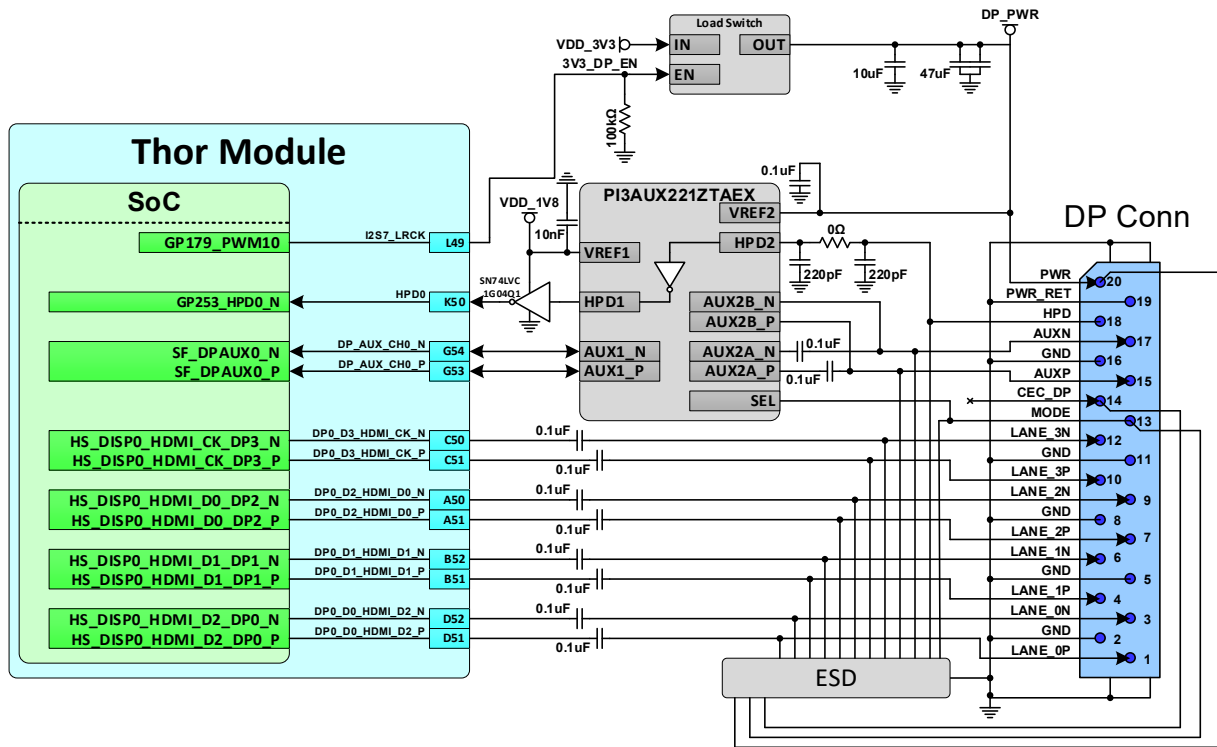 DP_PWR
Load Switch
VDD_3V3
IN
OUT
3V3_DP_EN
EN
10uF
47uF
100kΩ
Thor Module
SoC
GP179_PWM10
I2S7_LRCK
L49
GP253_HPD0_N
HPD0
K50
SF_DPAUX0_N
DP_AUX_CH0_N
G54
SF_DPAUX0_P
DP_AUX_CH0_P
G53
HS_DISP0_HDMI_CK_DP3_N
DP0_D3_HDMI_CK_N
C50
HS_DISP0_HDMI_CK_DP3_P
DP0_D3_HDMI_CK_P
C51
HS_DISP0_HDMI_D0_DP2_N
DP0_D2_HDMI_D0_N
A50
HS_DISP0_HDMI_D0_DP2_P
DP0_D2_HDMI_D0_P
A51
HS_DISP0_HDMI_D1_DP1_N
DP0_D1_HDMI_D1_N
B52
HS_DISP0_HDMI_D1_DP1_P
DP0_D1_HDMI_D1_P
B51
HS_DISP0_HDMI_D2_DP0_N
DP0_D0_HDMI_D2_N
D52
HS_DISP0_HDMI_D2_DP0_P
DP0_D0_HDMI_D2_P
D51
VDD_1V8
10nF
SN74LVC
1G04Q1
0.1uF
0.1uF
0.1uF
0.1uF
0.1uF
0.1uF
0.1uF
0.1uF
PI3AUX221ZTAEX
VREF2
VREF1
HPD2
HPD1
AUX2B_N
AUX2B_P
AUX1_N
AUX2A_N
AUX1_P
AUX2A_P
SEL
0.1uF
0Ω
220pF
220pF
0.1uF
0.1uF
ESD
DP Conn
PWR
20
PWR_RET
19
HPD
18
AUXN
17
GND
16
AUXP
15
CEC_DP
14
MODE
13
LANE_3N
12
GND
11
LANE_3P
10
LANE_2N
9
GND
8
LANE_2P
7
LANE_1N
6
GND
5
LANE_1P
4
LANE_0N
3
GND
2
LANE_0P
1